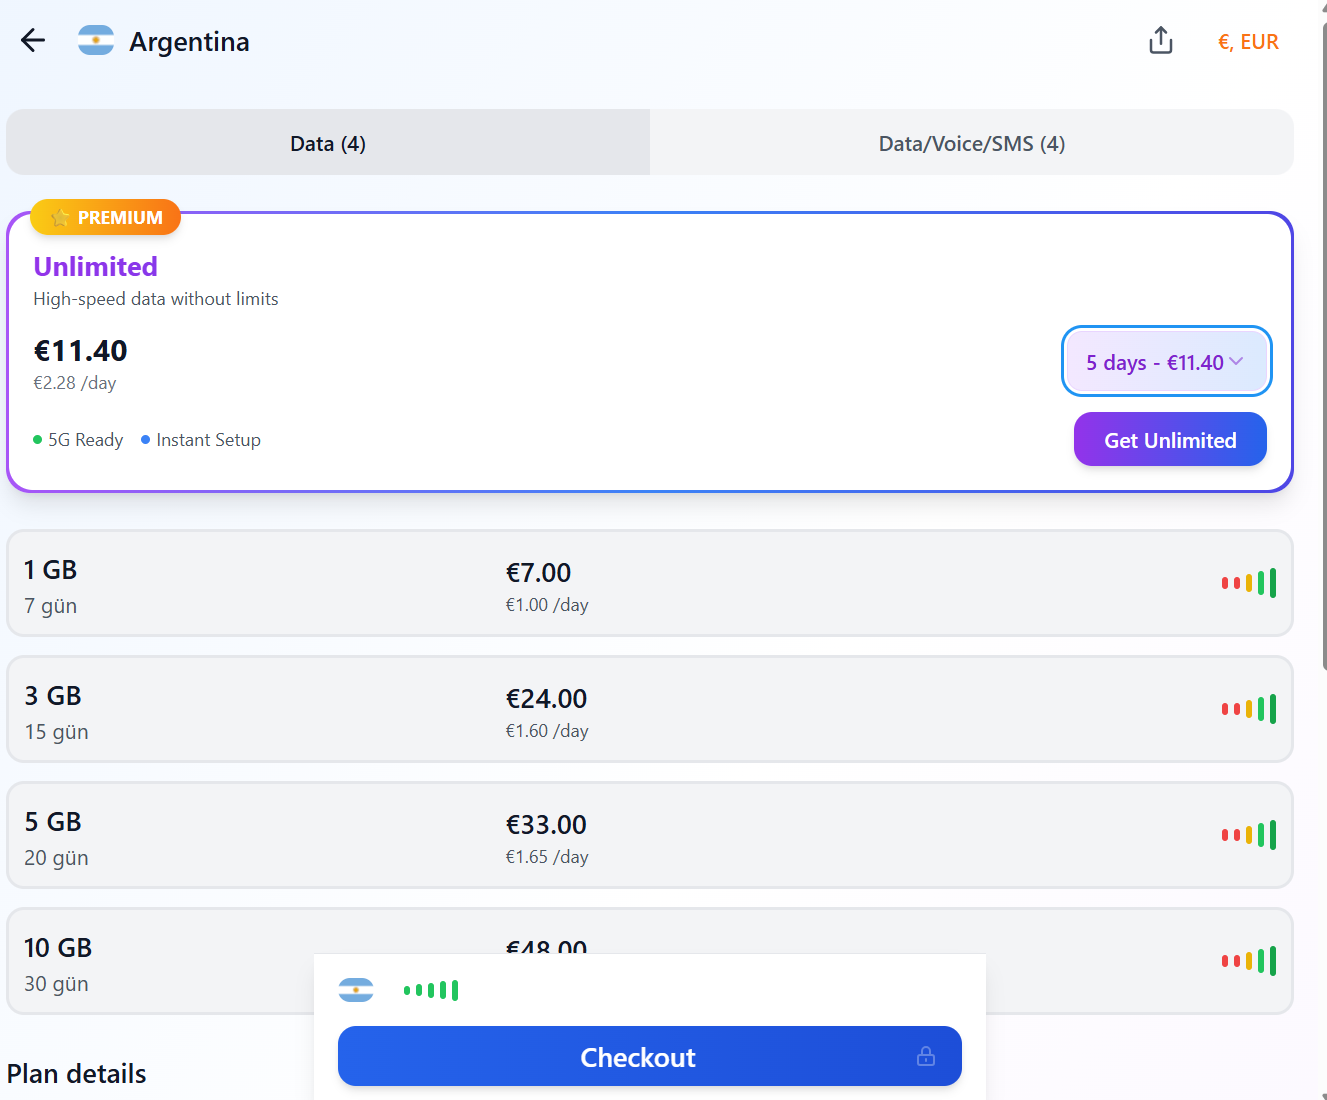 Argentina
€, EUR
Data (4)
Data/Voice/SMS (4)
PREMIUM
Unlimited
High-speed data without limits
€11.40
€2.28 /day
5 days - €11.40
5G Ready
Instant Setup
Get Unlimited
1 GB
€7.00
7 gün
€1.00 /day
3 GB
€24.00
15 gün
€1.60 /day
5 GB
€33.00
20 gün
€1.65 /day
10 GB
€48.00
30 gün
Checkout
Plan details